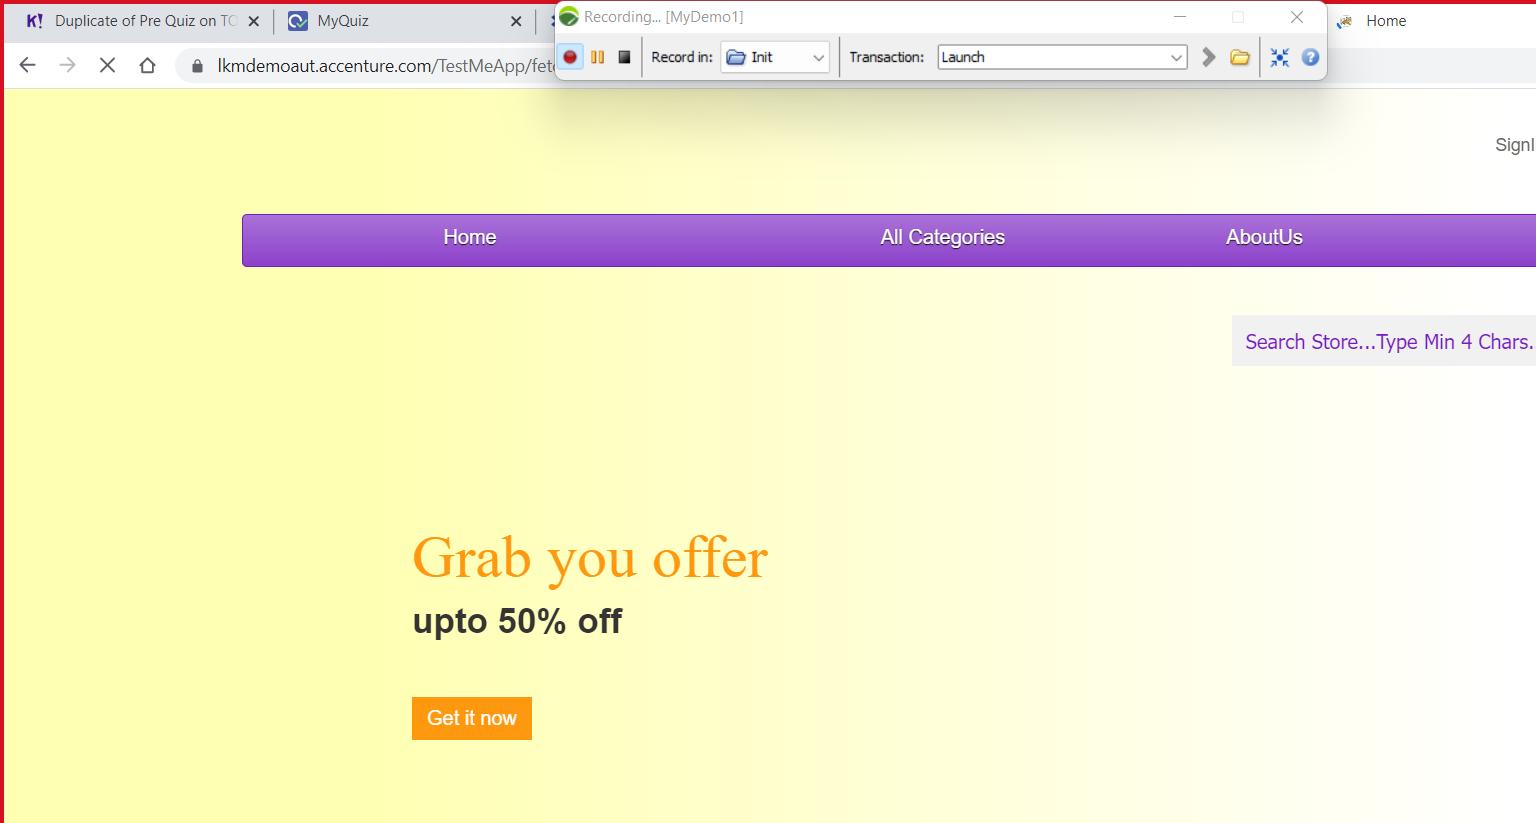 K! Duplicate of Pre Quiz on TO
MyQuiz
Recording... [MyDemo1]
Home
lkmdemoaut.accenture.com/TestMeApp/fetc
Record in: Init Transaction: Launch
SignI
Home All Categories AboutUs
Search Store...Type Min 4 Chars.
Grab you offer
upto 50% off
Get it now